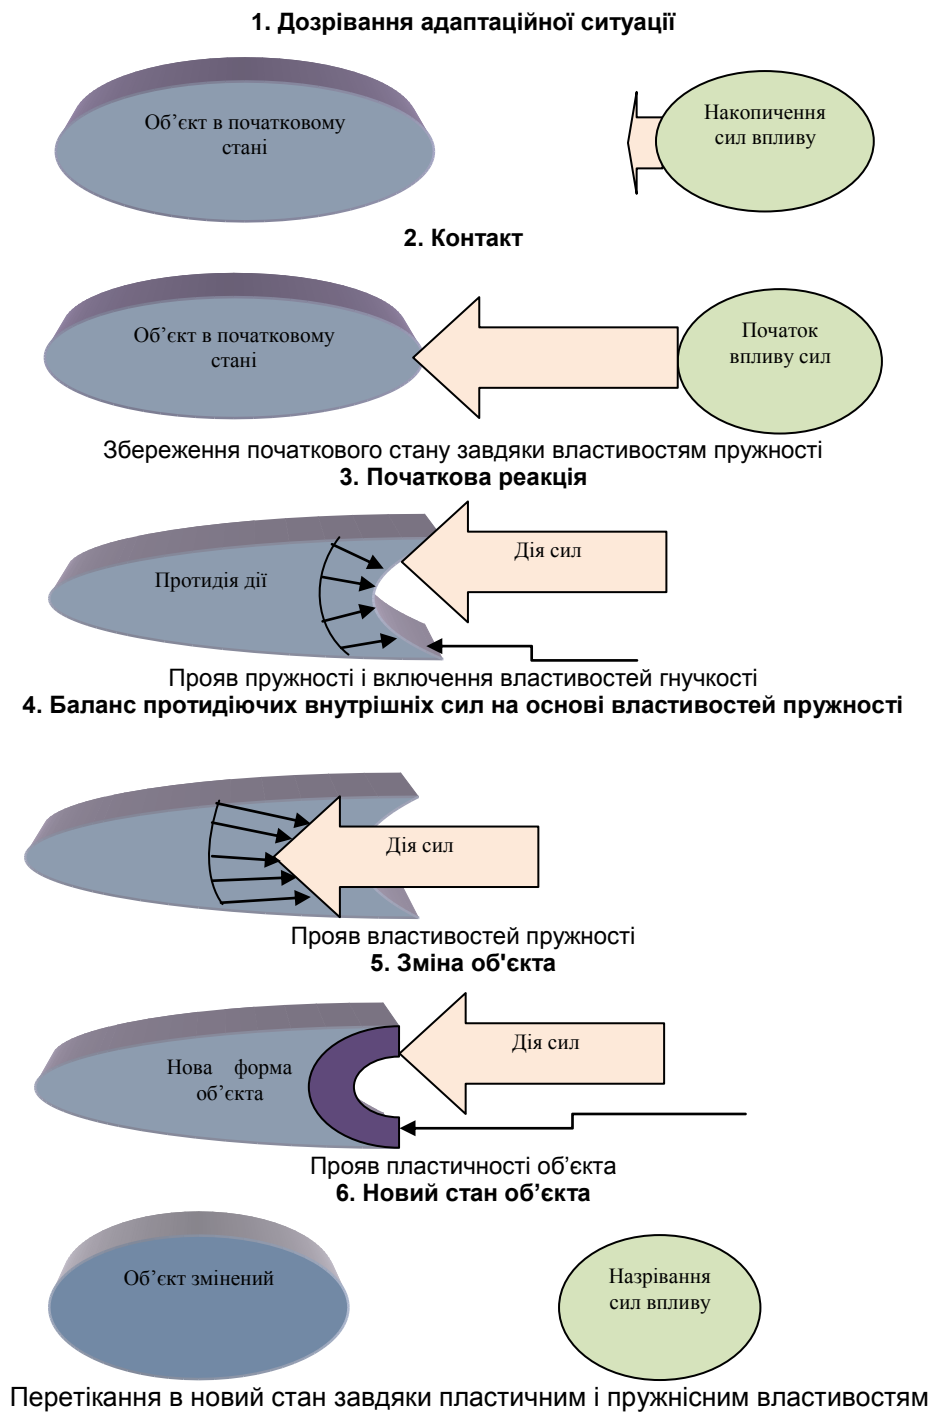 1. Дозрівання адаптаційної ситуації
Об’єкт в початковому
стані
Накопичення
сил впливу
2. Контакт
Об’єкт в початковому
стані
Початок
впливу сил
Збереження початкового стану завдяки властивостям пружності
3. Початкова реакція
Дія сил
Протидія дії
Прояв пружності і включення властивостей гнучкості
4. Баланс протидіючих внутрішніх сил на основі властивостей пружності
Дія сил
Прояв властивостей пружності
5. Зміна об'єкта
Дія сил
Нова форма
об’єкта
Прояв пластичності об’єкта
6. Новий стан об’єкта
Об’єкт змінений
Назрівання
сил впливу
Перетікання в новий стан завдяки пластичним і пружнісним властивостям